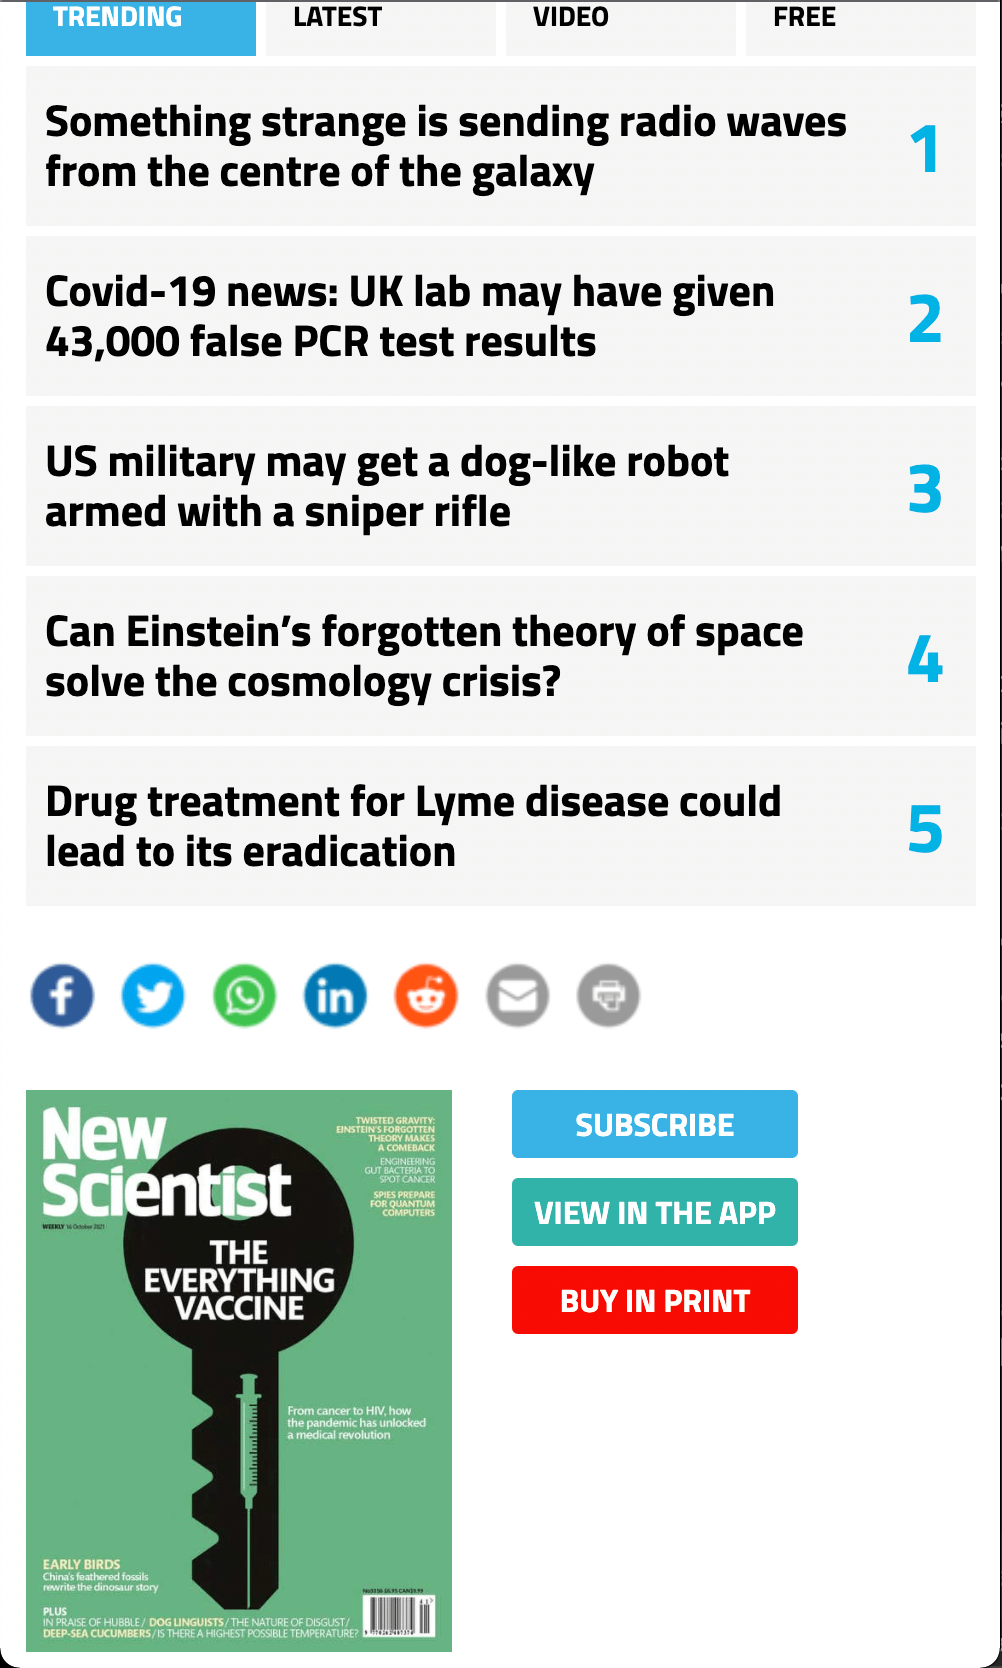 TRENDING
LATEST
VIDEO
FREE
Something strange is sending radio waves
from the centre of the galaxy
1
Covid-19 news: UK lab may have given
43,000 false PCR test results
2
US military may get a dog-like robot
armed with a sniper rifle
3
Can Einstein’s forgotten theory of space
solve the cosmology crisis?
4
Drug treatment for Lyme disease could
lead to its eradication
5
New
Scientist
WEEKLY 16 October 2021
TWISTED GRAVITY:
EINSTEIN'S FORGOTTEN
THEORY MAKES
A COMEBACK
ENGINEERING
GUT BACTERIA TO
SPOT CANCER
SPIES PREPARE
FOR QUANTUM
COMPUTERS
THE
EVERYTHING
VACCINE
From cancer to HIV, how
the pandemic has unlocked
a medical revolution
EARLY BIRDS
China's feathered fossils
rewrite the dinosaur story
PLUS
IN PRAISE OF HUBBLE / DOG LINGUISTS / THE NATURE OF DISGUST /
DEEP-SEA CUCUMBERS / IS THERE A HIGHEST POSSIBLE TEMPERATURE?
SUBSCRIBE
VIEW IN THE APP
BUY IN PRINT